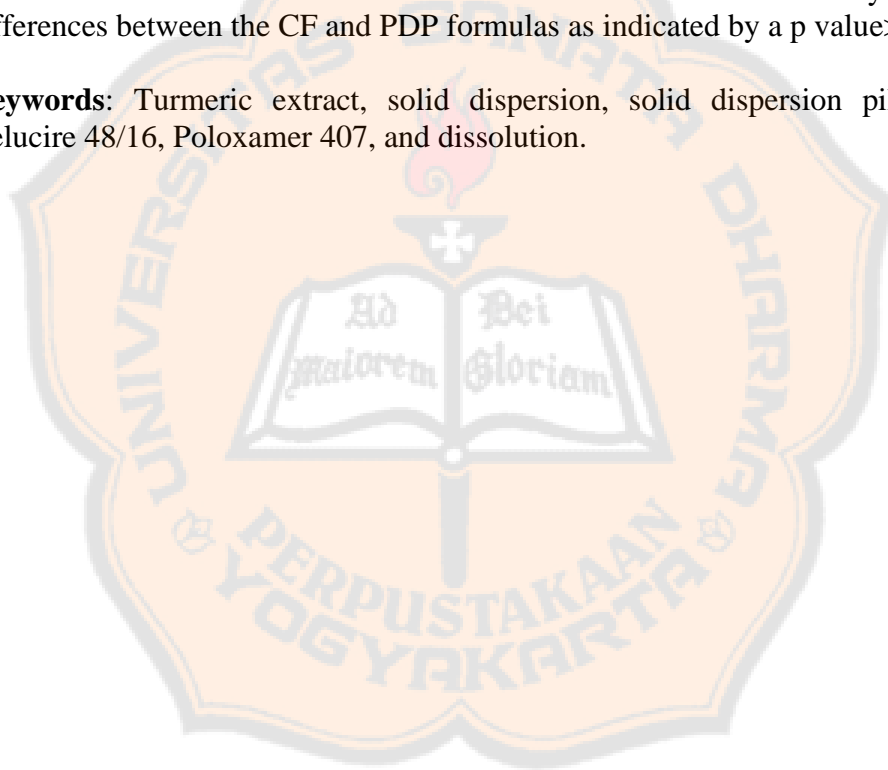 fferences between the CF and PDP formulas as indicated by a p value>
eywords: Turmeric extract, solid dispersion, solid dispersion pi
elucire 48/16, Poloxamer 407, and dissolution.
UNIVERSITAS SANATA DHARMA
Ad Dei
Maiorem Gloriam
PERPUSTAKAAN
YOGYAKARTA